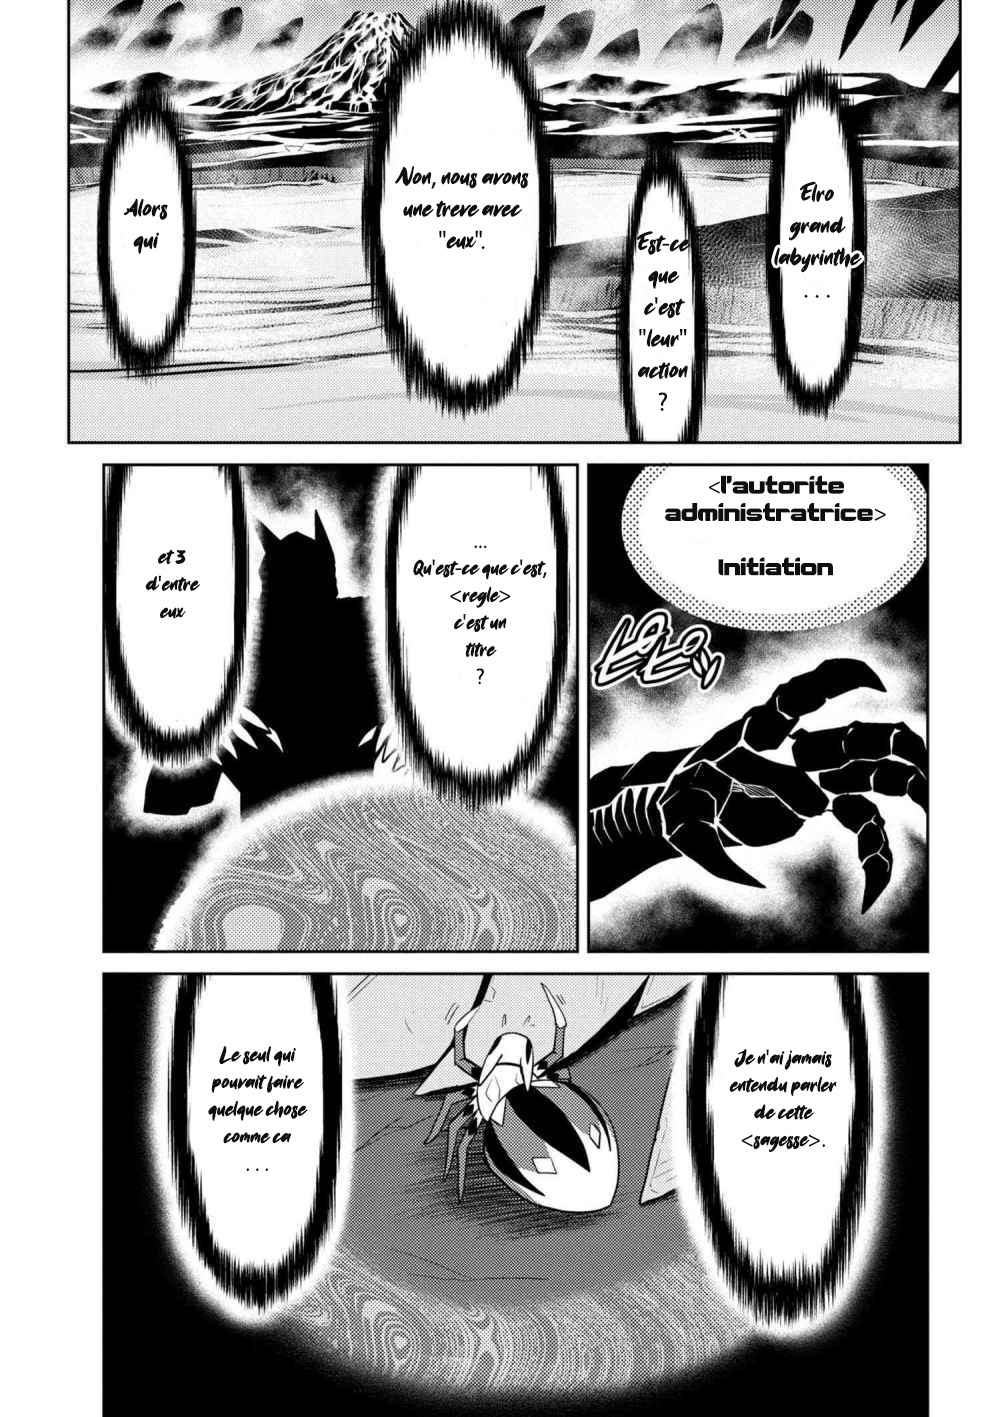 Elro
grand
labyrinthe
...
Est-ce
que
c'est
"leur"
action
?
Non, nous avons
une treve avec
"eux".
Alors
qui
<l'autorite
administratrice>
Initiation
...
Qu'est-ce que c'est,
<regle>
c'est un
titre
?
et 3
d'entre
eux
Je n'ai jamais
entendu parler
de cette
<sagesse>.
Le seul qui
pouvait faire
quelque chose
comme ca
...